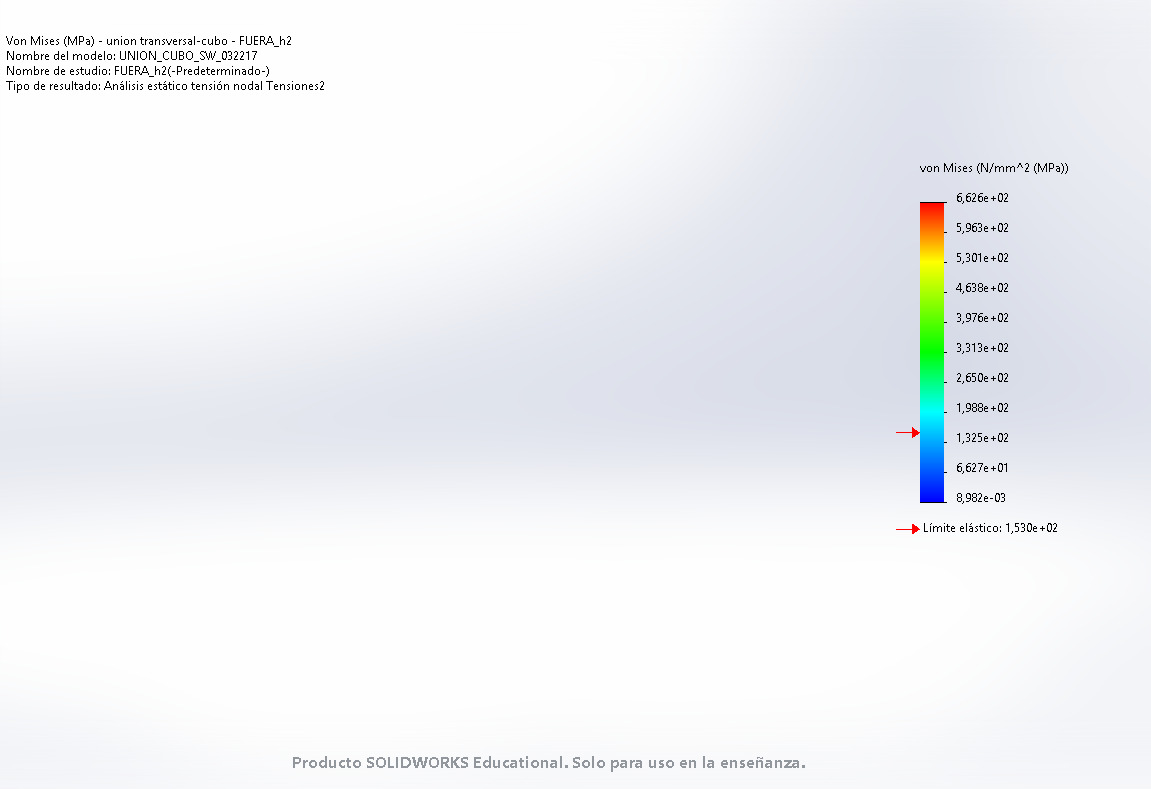 Von Mises (MPa) - union transversal-cubo - FUERA_h2
Nombre del modelo: UNION_CUBO_SW_032217
Nombre de estudio: FUERA_h2(-Predeterminado-)
Tipo de resultado: Análisis estático tensión nodal Tensiones2
von Mises (N/mm^2 (MPa))
6,626e+02
5,963e+02
5,301e+02
4,638e+02
3,976e+02
3,313e+02
2,650e+02
1,988e+02
1,325e+02
6,627e+01
8,982e-03
Límite elástico: 1,530e+02
Producto SOLIDWORKS Educational. Solo para uso en la enseñanza.